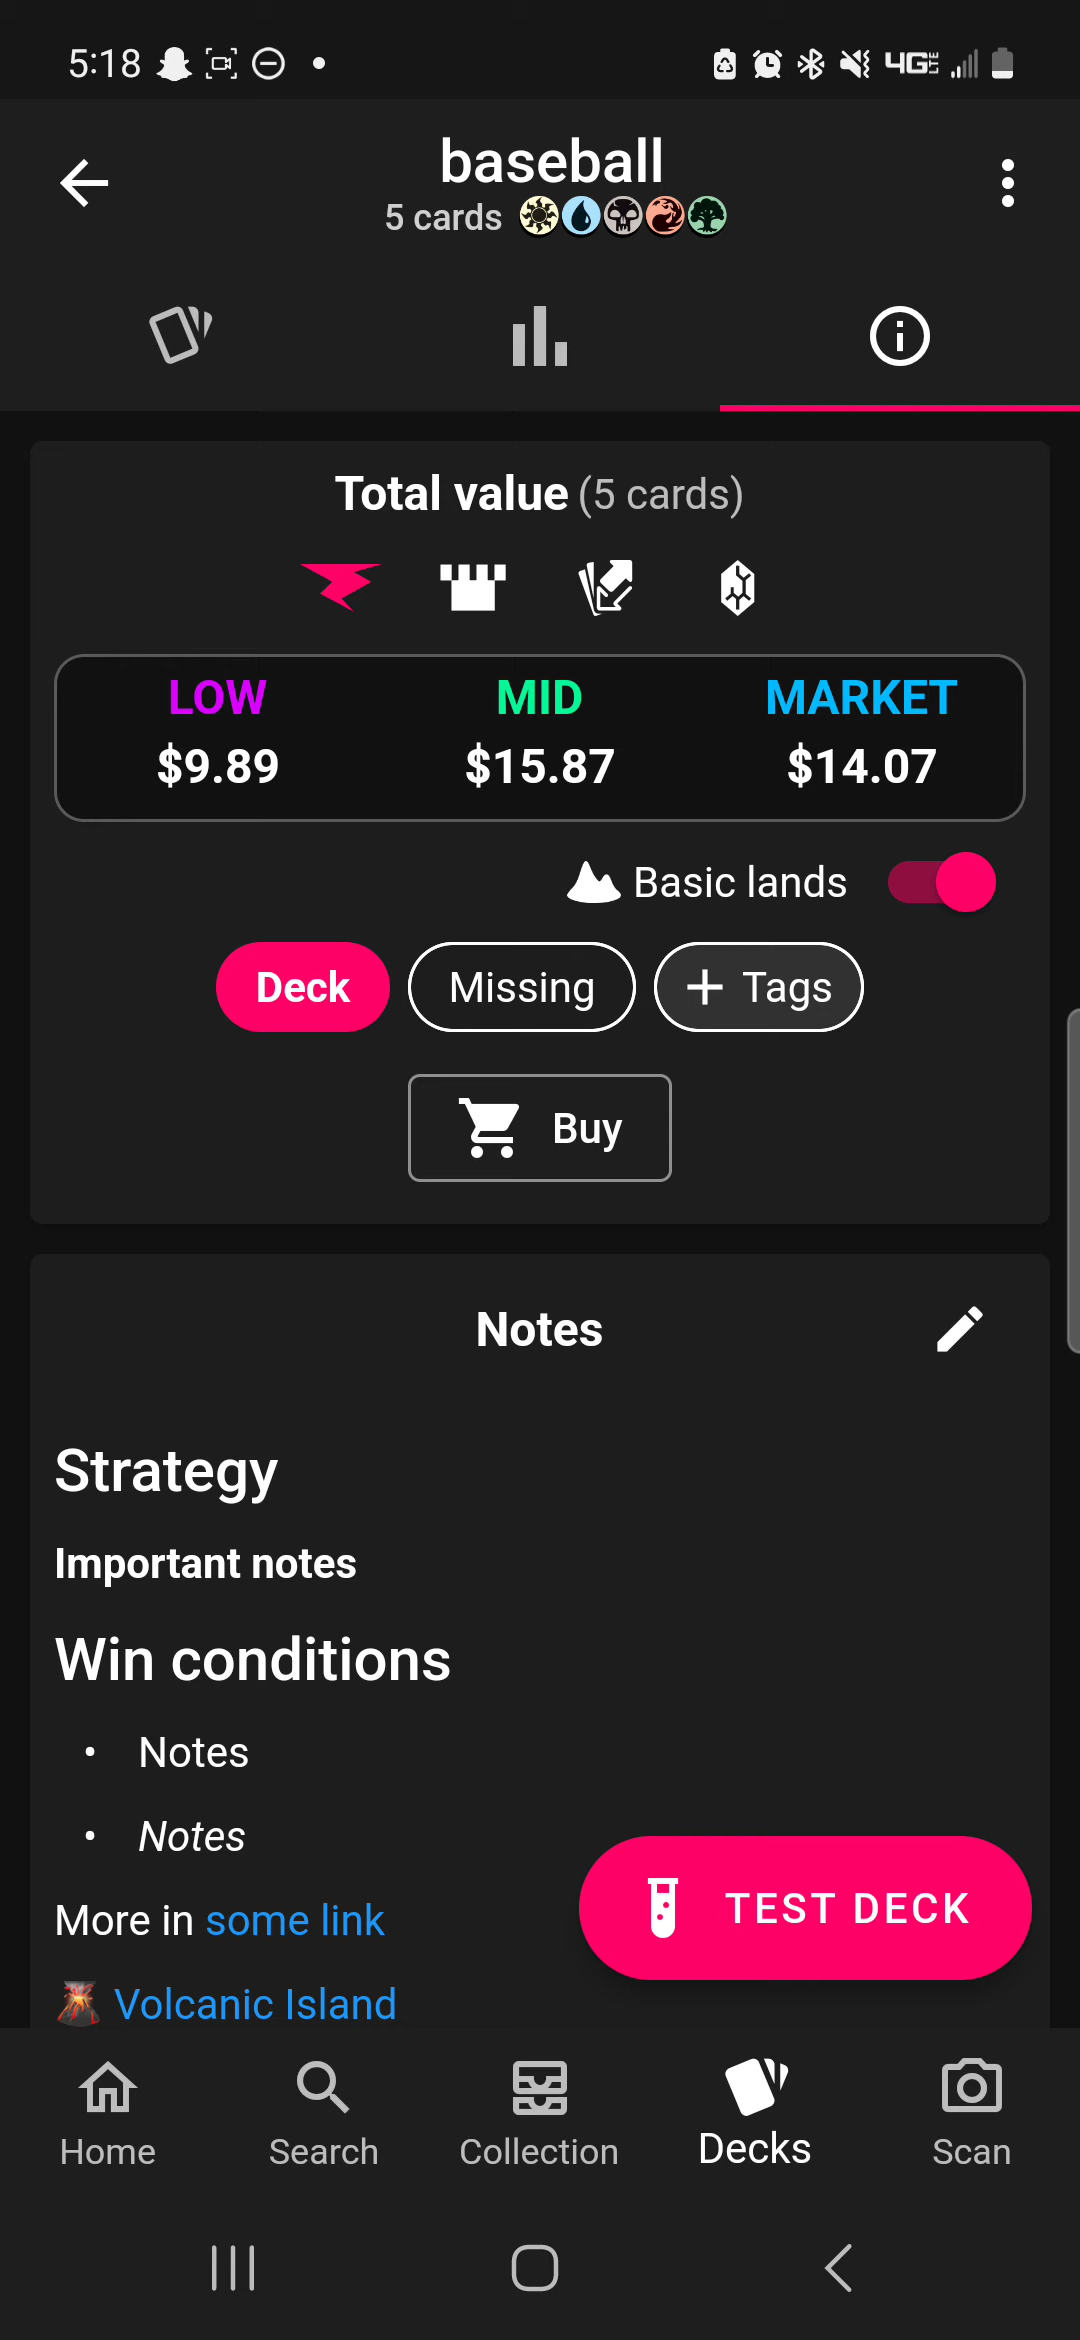 5:18
4G LTE
baseball
5 cards
Total value (5 cards)
LOW MID MARKET
$9.89 $15.87 $14.07
Basic lands
Deck Missing + Tags
Buy
Notes
Strategy
Important notes
Win conditions
• Notes
• Notes
More in some link
TEST DECK
🌋 Volcanic Island
Home Search Collection Decks Scan